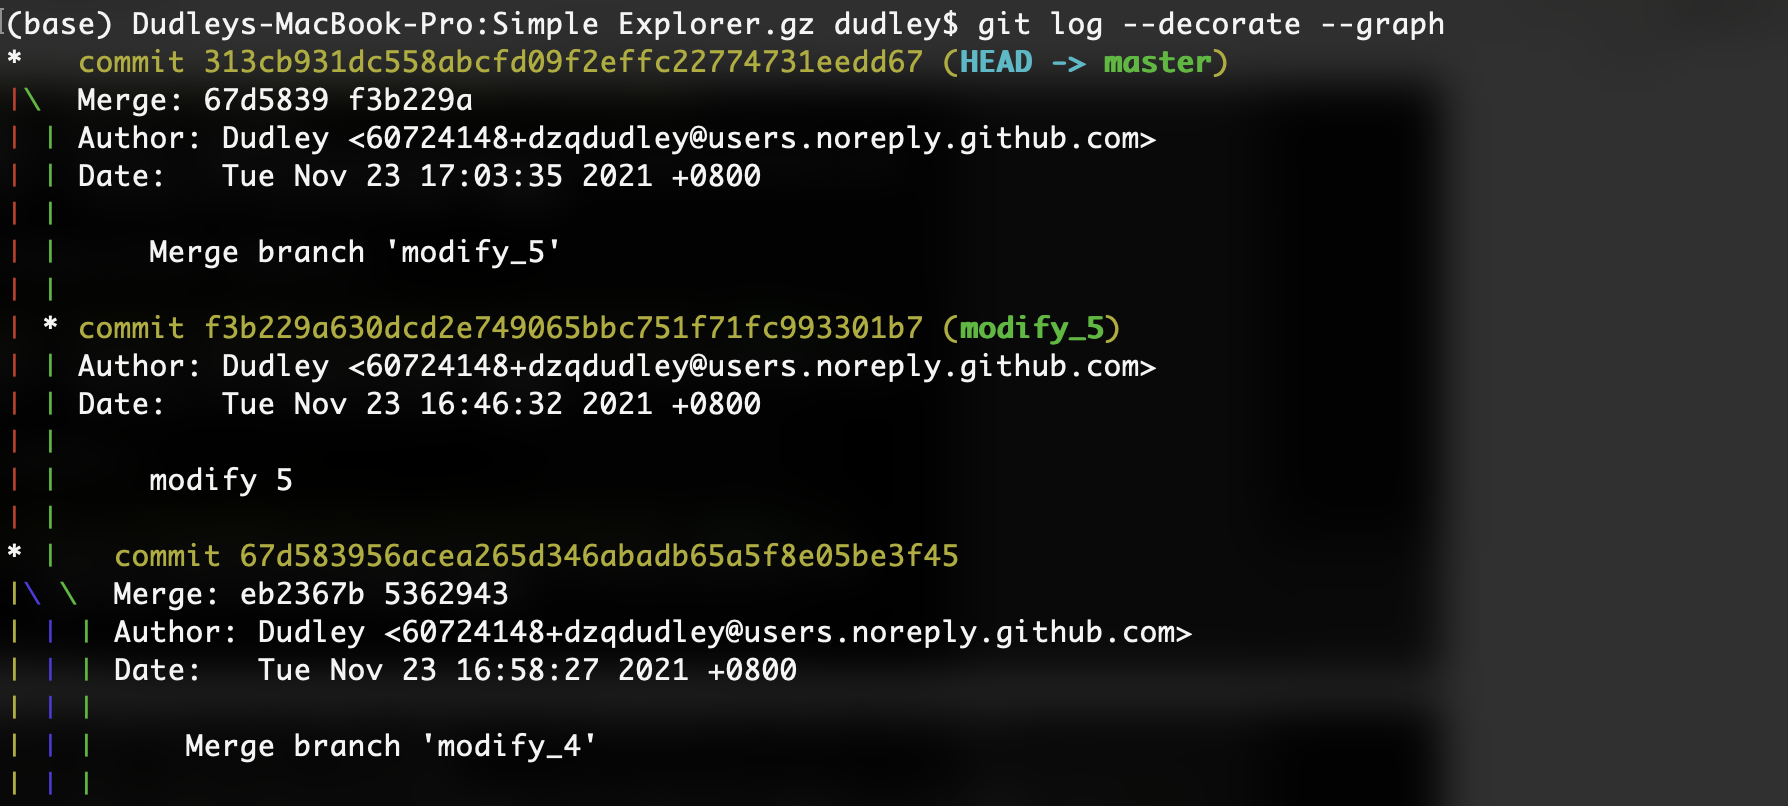 (base) Dudleys-MacBook-Pro:Simple Explorer.gz dudley$ git log --decorate --graph
*   commit 313cb931dc558abcfd09f2effc22774731eedd67 (HEAD -> master)
|\  Merge: 67d5839 f3b229a
| | Author: Dudley <60724148+dzqdudley@users.noreply.github.com>
| | Date:   Tue Nov 23 17:03:35 2021 +0800
| |
| |     Merge branch 'modify_5'
| |
| * commit f3b229a630dcd2e749065bbc751f71fc993301b7 (modify_5)
| | Author: Dudley <60724148+dzqdudley@users.noreply.github.com>
| | Date:   Tue Nov 23 16:46:32 2021 +0800
| |
| |     modify 5
| |
* |   commit 67d583956acea265d346abadb65a5f8e05be3f45
|\ \  Merge: eb2367b 5362943
| | | Author: Dudley <60724148+dzqdudley@users.noreply.github.com>
| | | Date:   Tue Nov 23 16:58:27 2021 +0800
| | |
| | |     Merge branch 'modify_4'
| | |